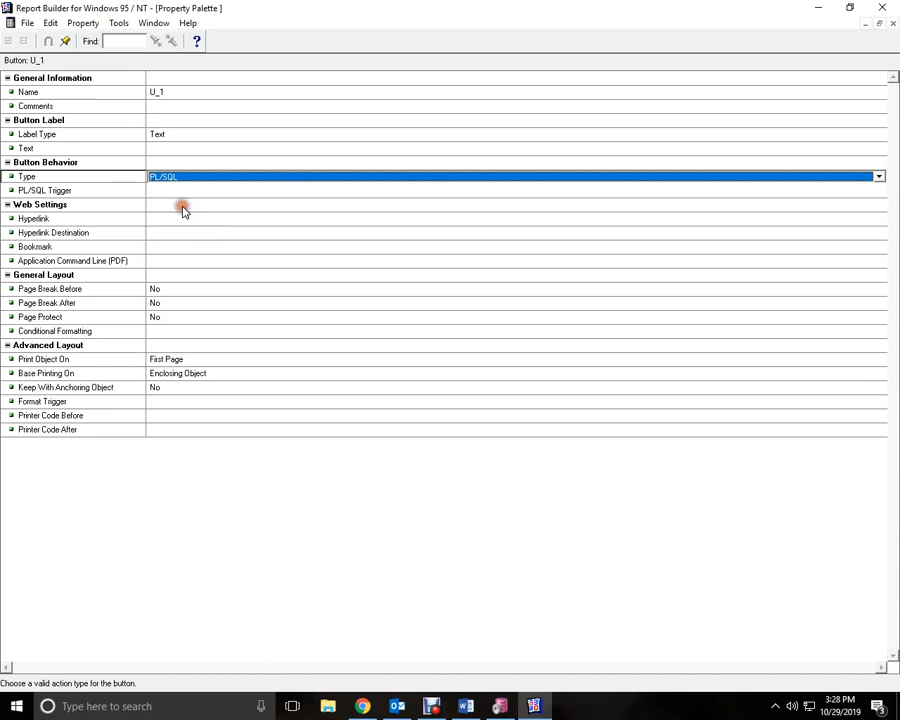 Report Builder for Windows 95 / NT - [Property Palette ]
File Edit Property Tools Window Help
Find:
Button: U_1
General Information
Name U_1
Comments
Button Label
Label Type Text
Text
Button Behavior
Type PL/SQL
PL/SQL Trigger
Web Settings
Hyperlink
Hyperlink Destination
Bookmark
Application Command Line (PDF)
General Layout
Page Break Before No
Page Break After No
Page Protect No
Conditional Formatting
Advanced Layout
Print Object On First Page
Base Printing On Enclosing Object
Keep With Anchoring Object No
Format Trigger
Printer Code Before
Printer Code After
Choose a valid action type for the button.
Type here to search
3:28 PM
10/29/2019
3